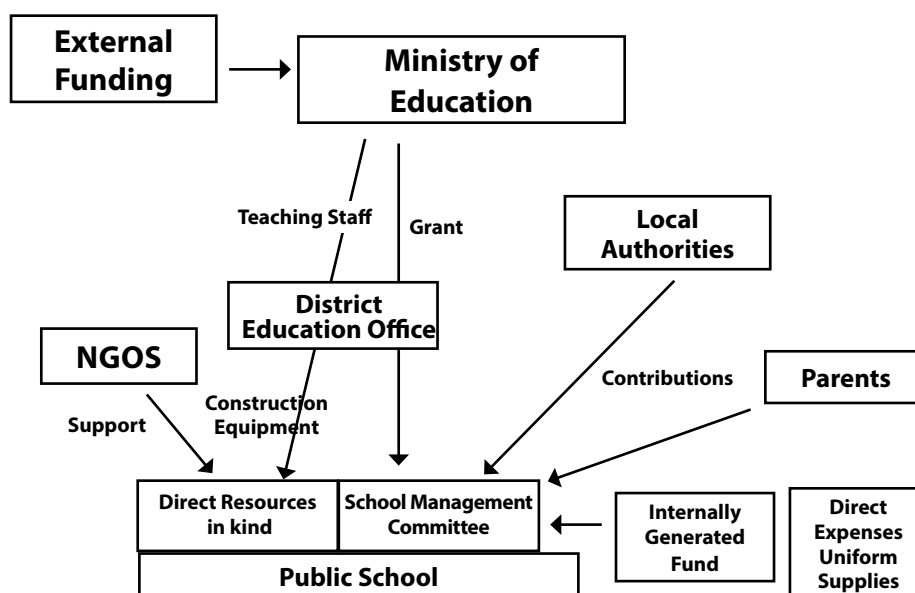 External
Funding
Ministry of
Education
Teaching Staff
Grant
Local
Authorities
District
Education Office
NGOS
Contributions
Parents
Support
Construction
Equipment
Direct Resources
in kind
School Management
Committee
Internally
Generated
Fund
Direct
Expenses
Uniform
Supplies
Public School